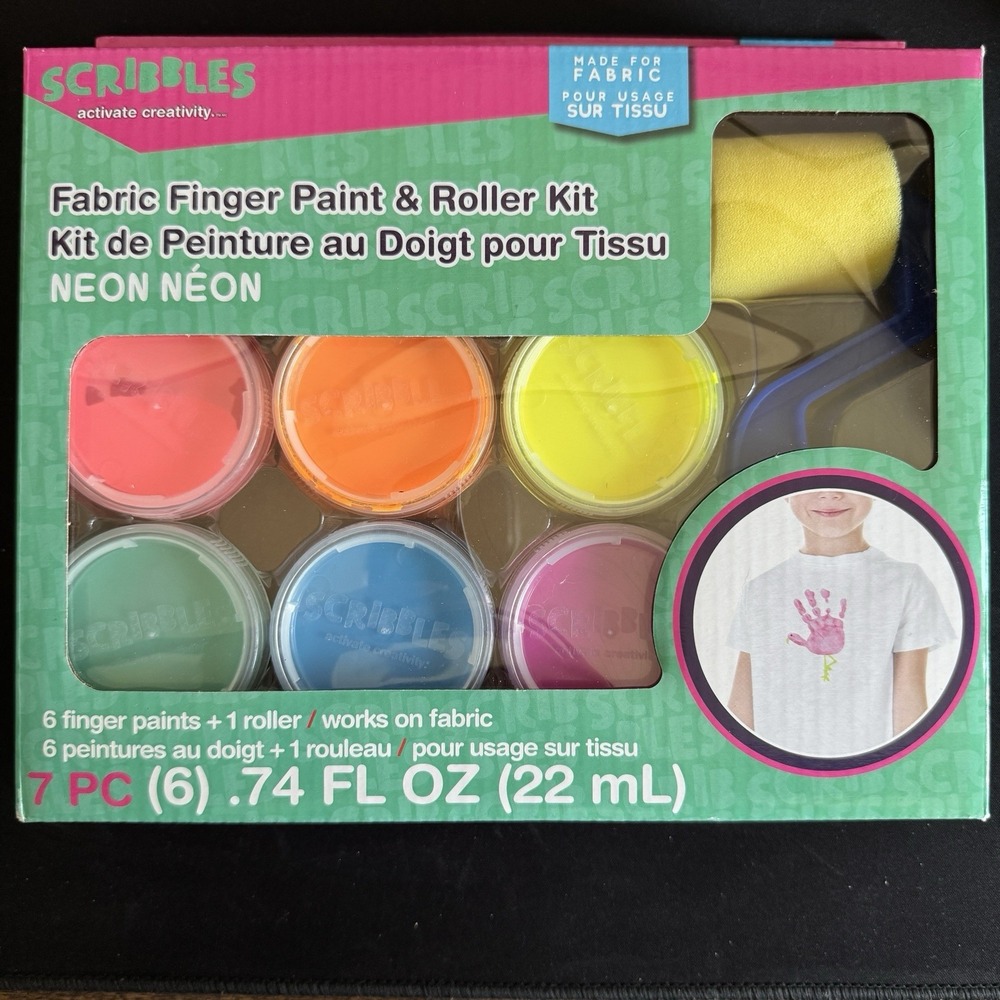 SCRIBBLES
activate creativity.™
MADE FOR
FABRIC
POUR USAGE
SUR TISSU
Fabric Finger Paint & Roller Kit
Kit de Peinture au Doigt pour Tissu
NEON NÉON
SCRIBBLES
activate creativity.
6 finger paints + 1 roller / works on fabric
6 peintures au doigt + 1 rouleau / pour usage sur tissu
7 PC (6) .74 FL OZ (22 mL)